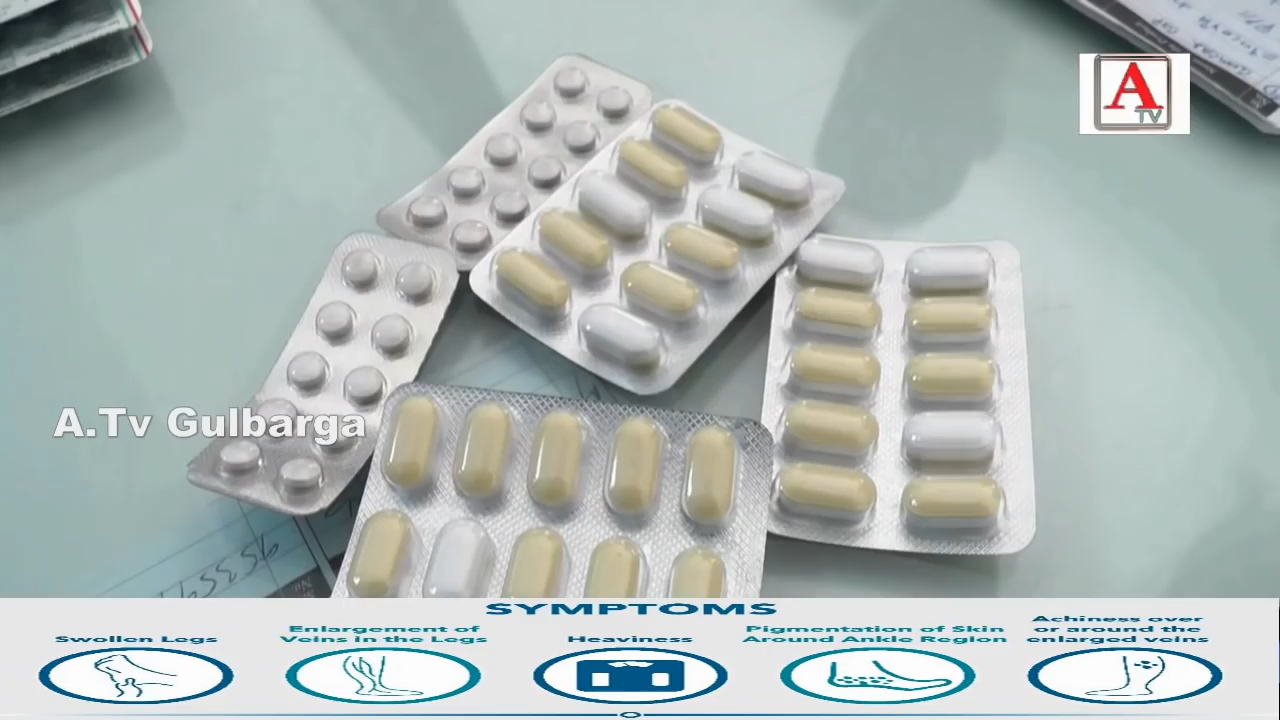 A
TV
A.Tv Gulbarga
SYMPTOMS
Swollen Legs
Enlargement of
Veins in the Legs
Heaviness
Pigmentation of Skin
Around Ankle Region
Achiness over
or around the
enlarged veins